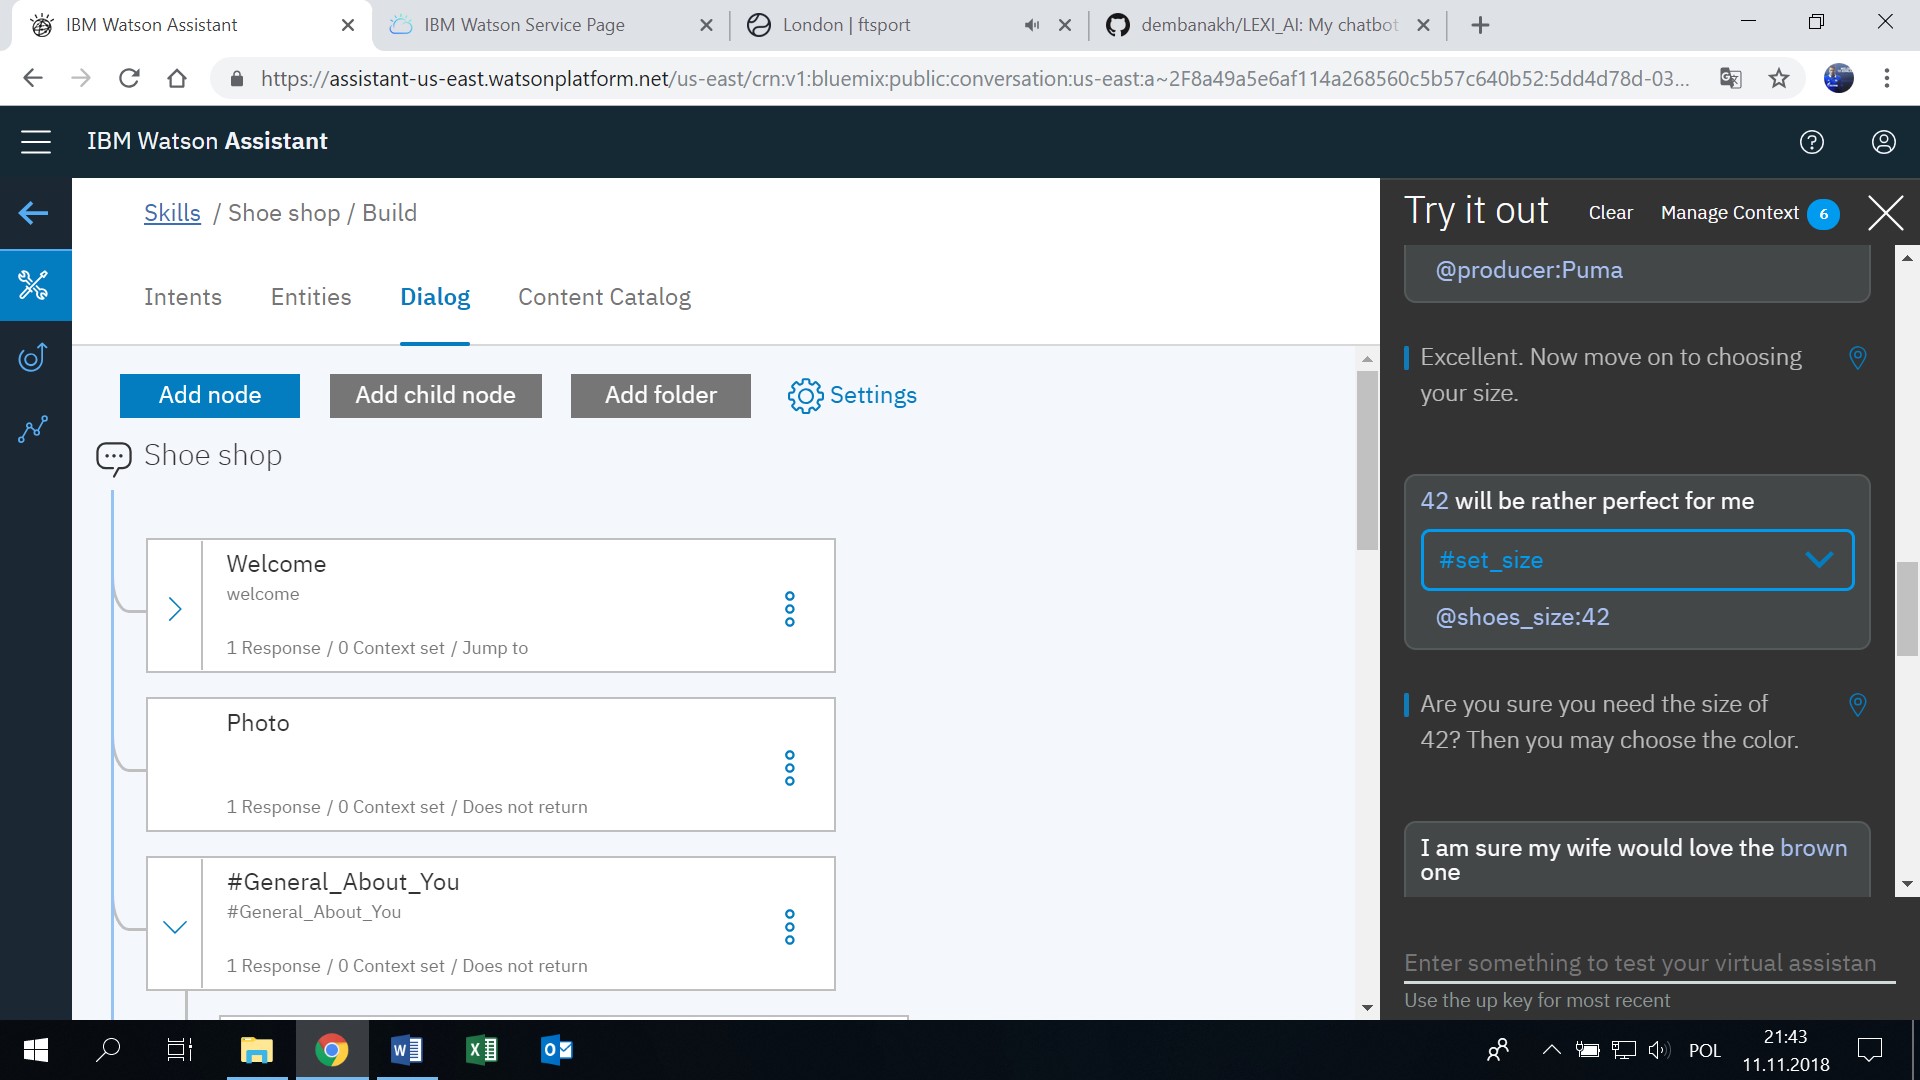 IBM Watson Assistant
IBM Watson Service Page
London | ftsport
dembanakh/LEXI_AI: My chatbot
https://assistant-us-east.watsonplatform.net/us-east/crn:v1:bluemix:public:conversation:us-east:a~2F8a49a5e6af114a268560c5b57c640b52:5dd4d78d-03...
IBM Watson Assistant
Skills / Shoe shop / Build
Intents
Entities
Dialog
Content Catalog
Add node
Add child node
Add folder
Settings
Shoe shop
Welcome
welcome
1 Response / 0 Context set / Jump to
Photo
1 Response / 0 Context set / Does not return
#General_About_You
#General_About_You
1 Response / 0 Context set / Does not return
Try it out
Clear
Manage Context 6
@producer:Puma
Excellent. Now move on to choosing
your size.
42 will be rather perfect for me
#set_size
@shoes_size:42
Are you sure you need the size of
42? Then you may choose the color.
I am sure my wife would love the brown
one
Enter something to test your virtual assistan
Use the up key for most recent
POL
21:43
11.11.2018